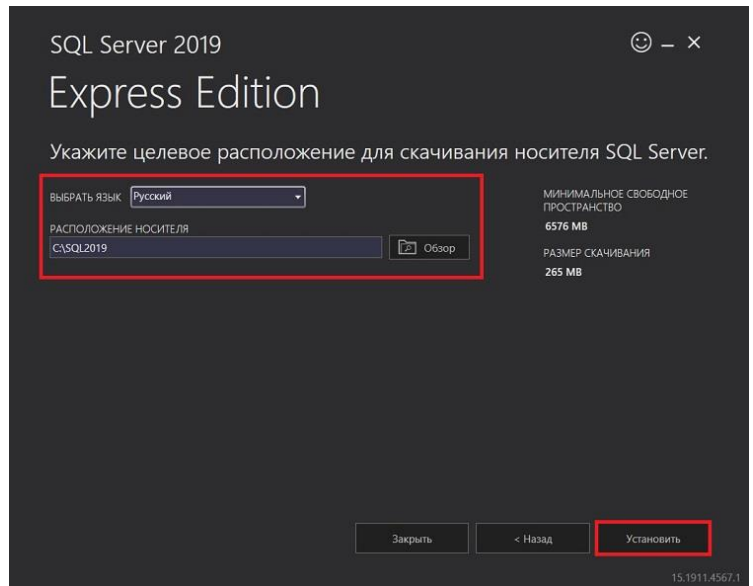 SQL Server 2019
Express Edition
Укажите целевое расположение для скачивания носителя SQL Server.
ВЫБРАТЬ ЯЗЫК Русский
РАСПОЛОЖЕНИЕ НОСИТЕЛЯ
C:\SQL2019 Обзор
МИНИМАЛЬНОЕ СВОБОДНОЕ
ПРОСТРАНСТВО
6576 MB
РАЗМЕР СКАЧИВАНИЯ
265 MB
Закрыть < Назад Установить
15.1911.4567.1